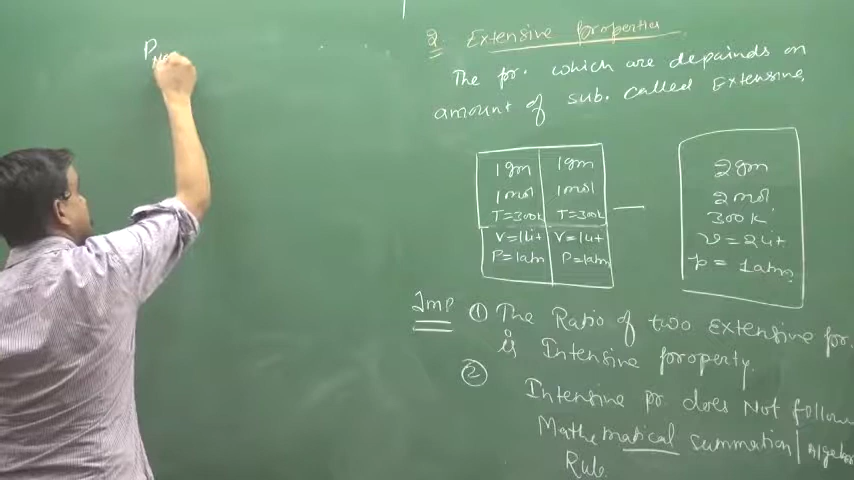 P
2. Extensive Properties
The pr. which are depainds on
amount of sub. called Extensive,
1gm 1gm
1mol 1mol
T=300k T=300k
V=1Lit V=1Lit
P=1atm P=1atm
2gm
2mol
300k
v=2Lit
p=1atm
Imp ① The Ratio of two extensive pr.
is Intensive property.
② Intensive pr. does Not follow
Mathematical summation| Algeb
Rule.